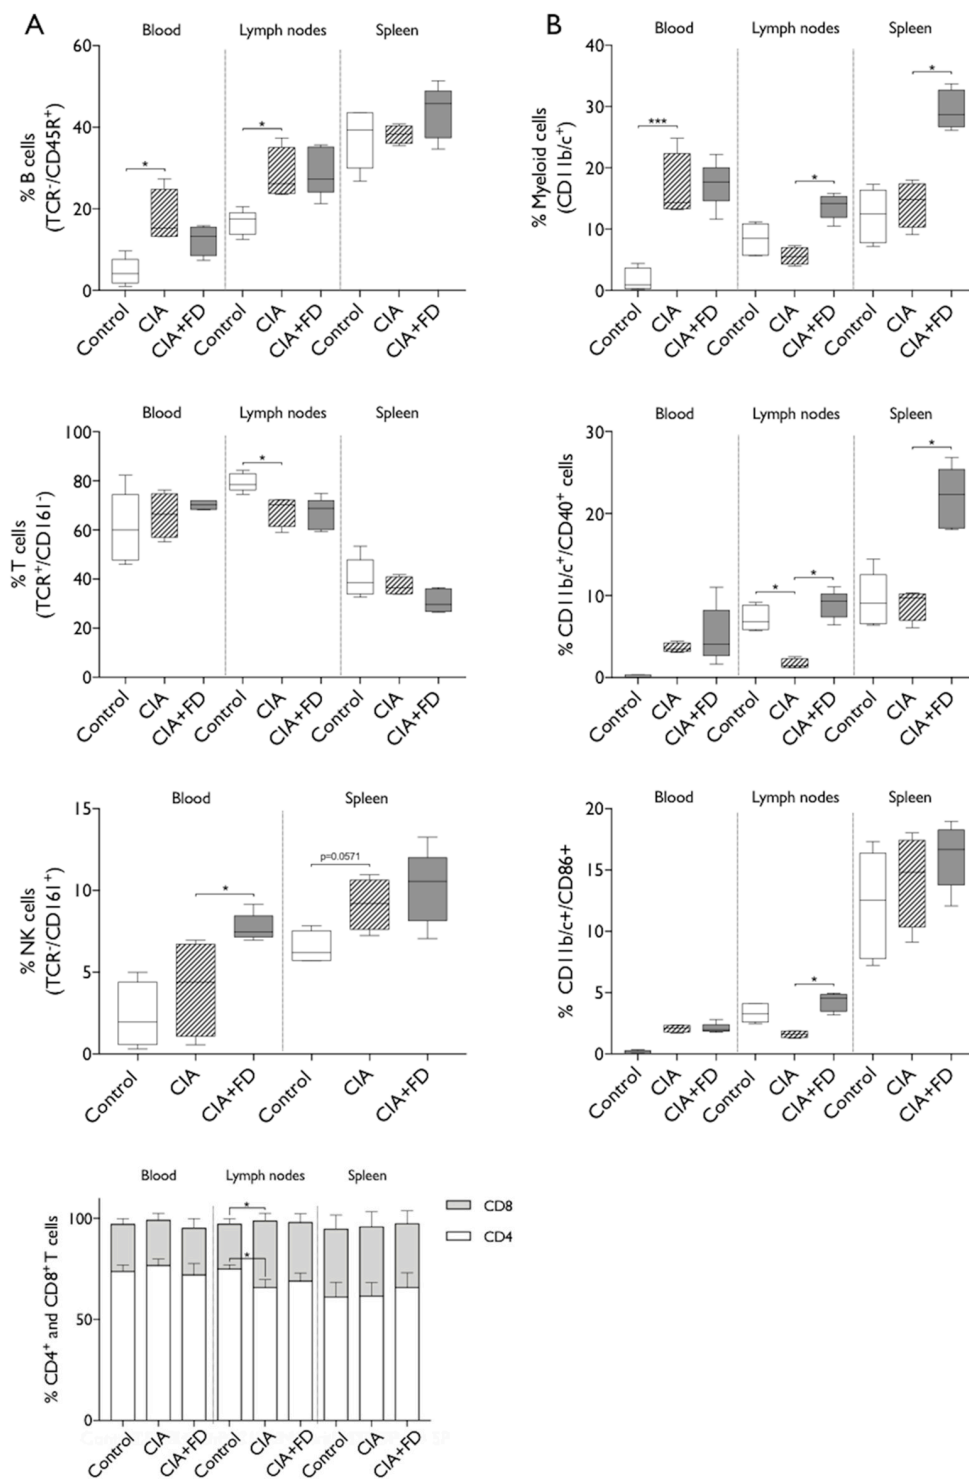 A
Blood Lymph nodes Spleen
% B cells
(TCR⁻/CD45R⁺)
60
40
20
0
* *
Control CIA CIA+FD Control CIA CIA+FD Control CIA CIA+FD
B
Blood Lymph nodes Spleen
% Myeloid cells
(CD11b/c⁺)
40
30
20
10
0
*** * *
Control CIA CIA+FD Control CIA CIA+FD Control CIA CIA+FD
Blood Lymph nodes Spleen
% T cells
(TCR⁺/CD161⁻)
100
80
60
40
20
0
*
Control CIA CIA+FD Control CIA CIA+FD Control CIA CIA+FD
Blood Lymph nodes Spleen
% CD11b/c⁺/CD40⁺ cells
30
20
10
0
* * *
Control CIA CIA+FD Control CIA CIA+FD Control CIA CIA+FD
Blood Spleen
% NK cells
(TCR⁻/CD161⁺)
15
10
5
0
* p=0.0571
Control CIA CIA+FD Control CIA CIA+FD
Blood Lymph nodes Spleen
% CD11b/c+/CD86+
20
15
10
5
0
*
Control CIA CIA+FD Control CIA CIA+FD Control CIA CIA+FD
Blood Lymph nodes Spleen
% CD4⁺ and CD8⁺ T cells
100
50
0
*
*
CD8
CD4
Control CIA CIA+FD Control CIA CIA+FD Control CIA CIA+FD